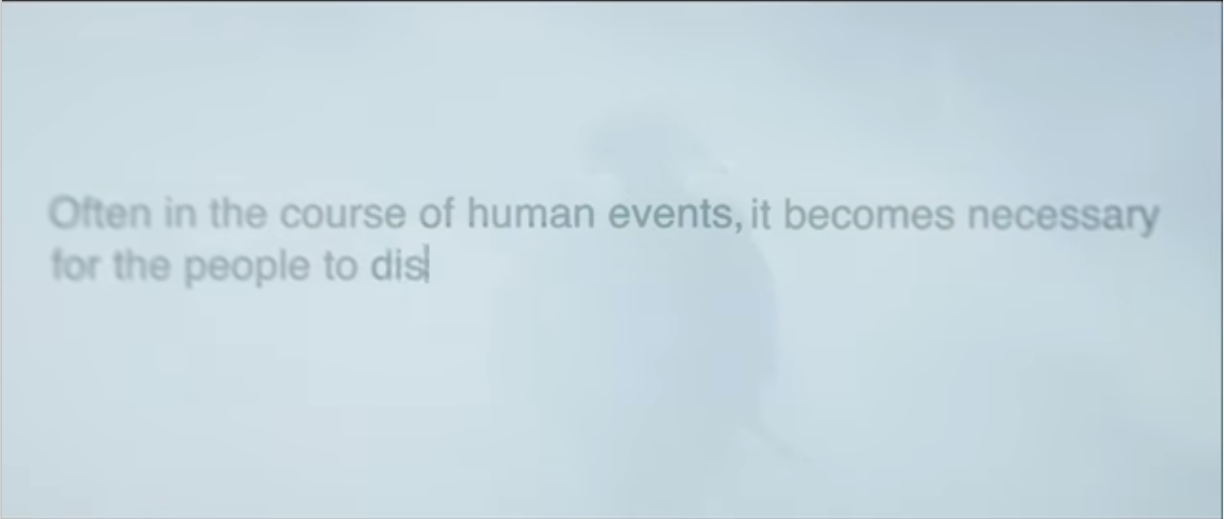 Often in the course of human events, it becomes necessary
for the people to dis